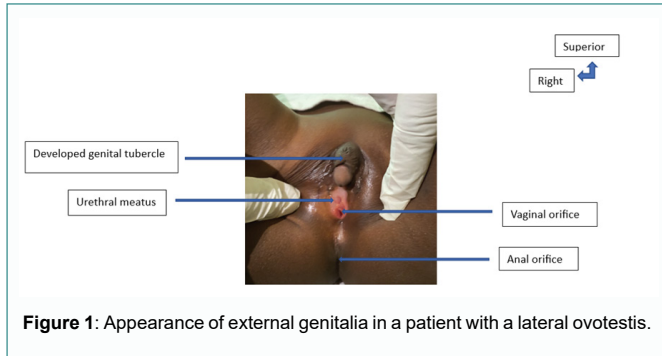 Superior
Right
Developed genital tubercle
Urethral meatus
Vaginal orifice
Anal orifice
Figure 1: Appearance of external genitalia in a patient with a lateral ovotestis.